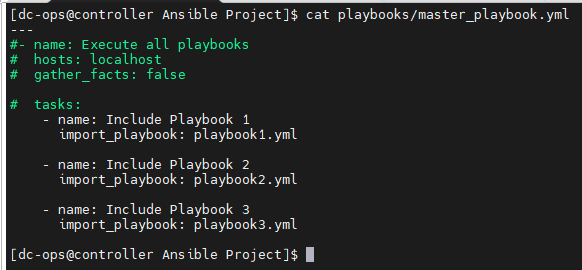 [dc-ops@controller Ansible Project]$ cat playbooks/master_playbook.yml
---
#- name: Execute all playbooks
#  hosts: localhost
#  gather_facts: false
#  tasks:
    - name: Include Playbook 1
      import_playbook: playbook1.yml
    - name: Include Playbook 2
      import_playbook: playbook2.yml
    - name: Include Playbook 3
      import_playbook: playbook3.yml
[dc-ops@controller Ansible Project]$